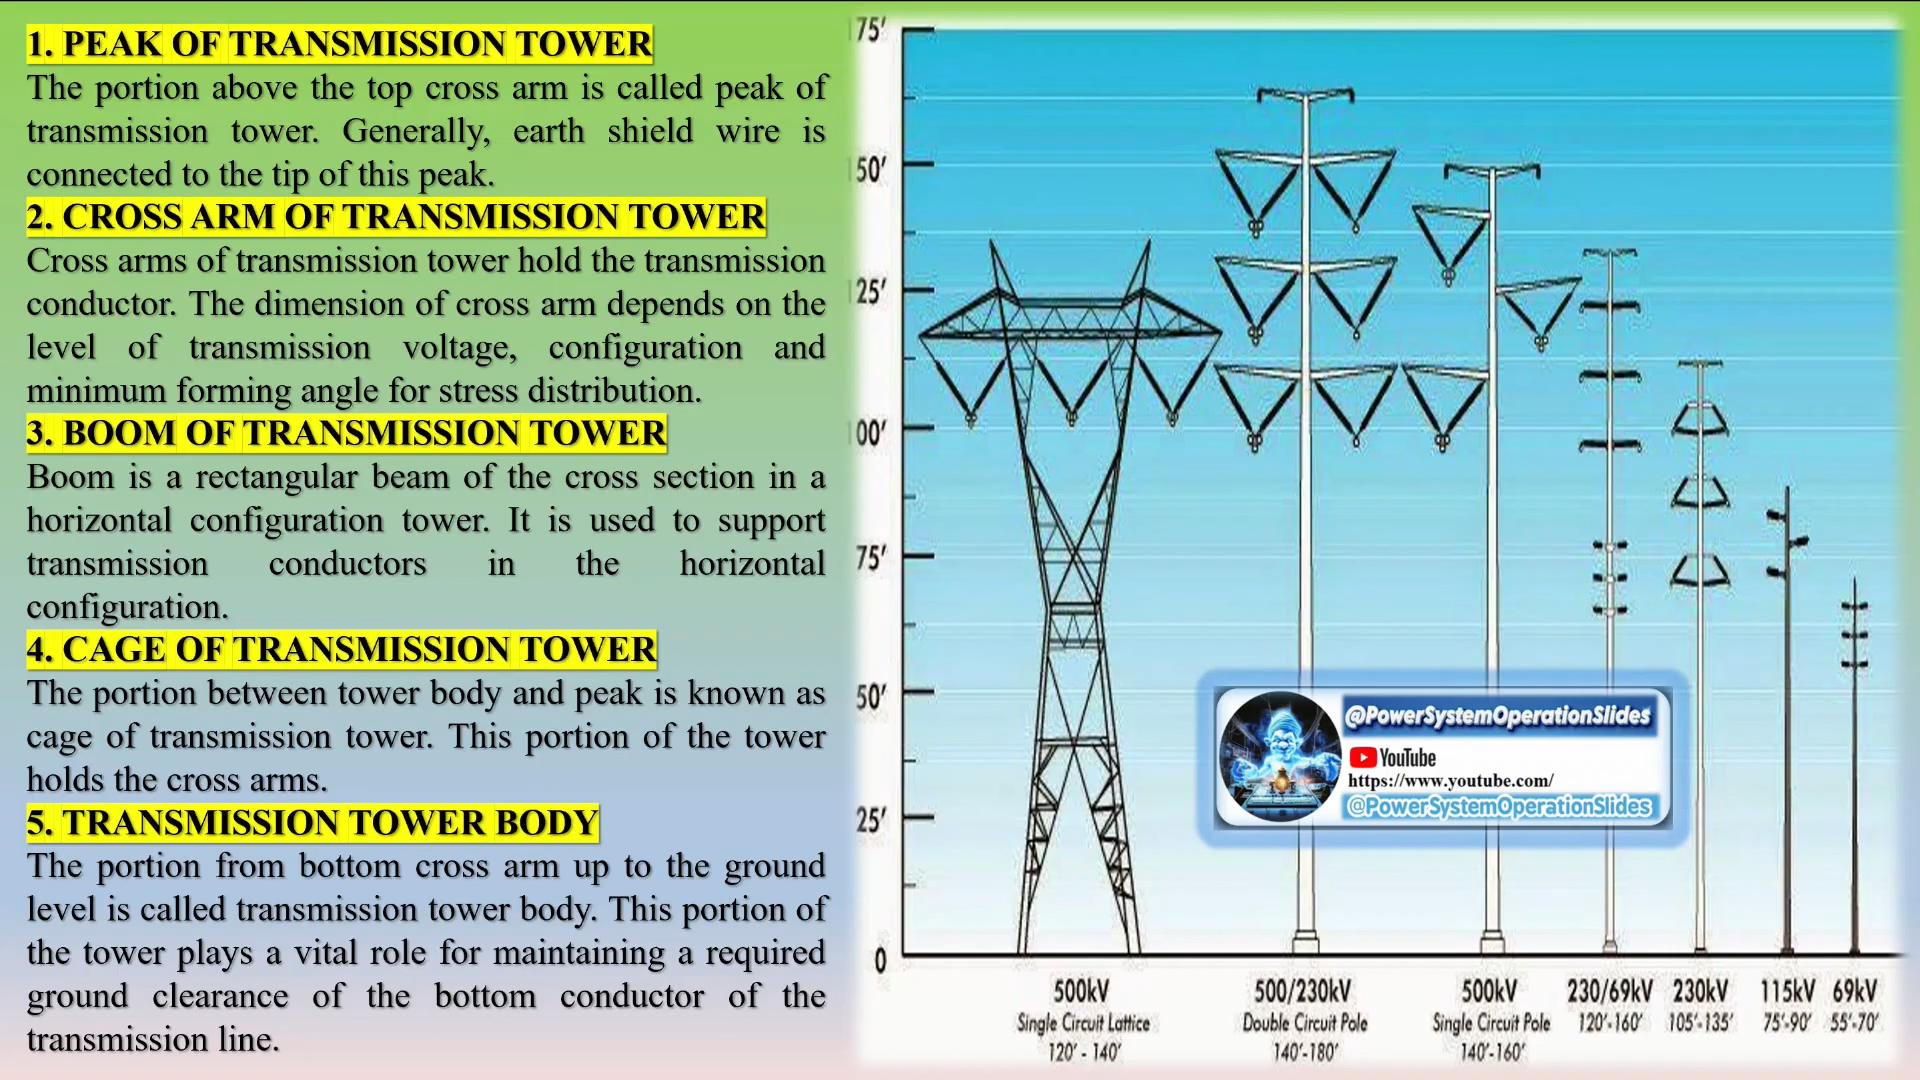 1. PEAK OF TRANSMISSION TOWER
The portion above the top cross arm is called peak of
transmission tower. Generally, earth shield wire is
connected to the tip of this peak.
2. CROSS ARM OF TRANSMISSION TOWER
Cross arms of transmission tower hold the transmission
conductor. The dimension of cross arm depends on the
level of transmission voltage, configuration and
minimum forming angle for stress distribution.
3. BOOM OF TRANSMISSION TOWER
Boom is a rectangular beam of the cross section in a
horizontal configuration tower. It is used to support
transmission conductors in the horizontal
configuration.
4. CAGE OF TRANSMISSION TOWER
The portion between tower body and peak is known as
cage of transmission tower. This portion of the tower
holds the cross arms.
5. TRANSMISSION TOWER BODY
The portion from bottom cross arm up to the ground
level is called transmission tower body. This portion of
the tower plays a vital role for maintaining a required
ground clearance of the bottom conductor of the
transmission line.
175′
150′
125′
100′
75′
50′
25′
0
@PowerSystemOperationSlides
YouTube
https://www.youtube.com/
@PowerSystemOperationSlides
500kV 500/230kV 500kV 230/69kV 230kV 115kV 69kV
Single Circuit Lattice Double Circuit Pole Single Circuit Pole 120′-160′ 105′-135′ 75′-90′ 55′-70′
120′ - 140′ 140′-180′ 140′-160′